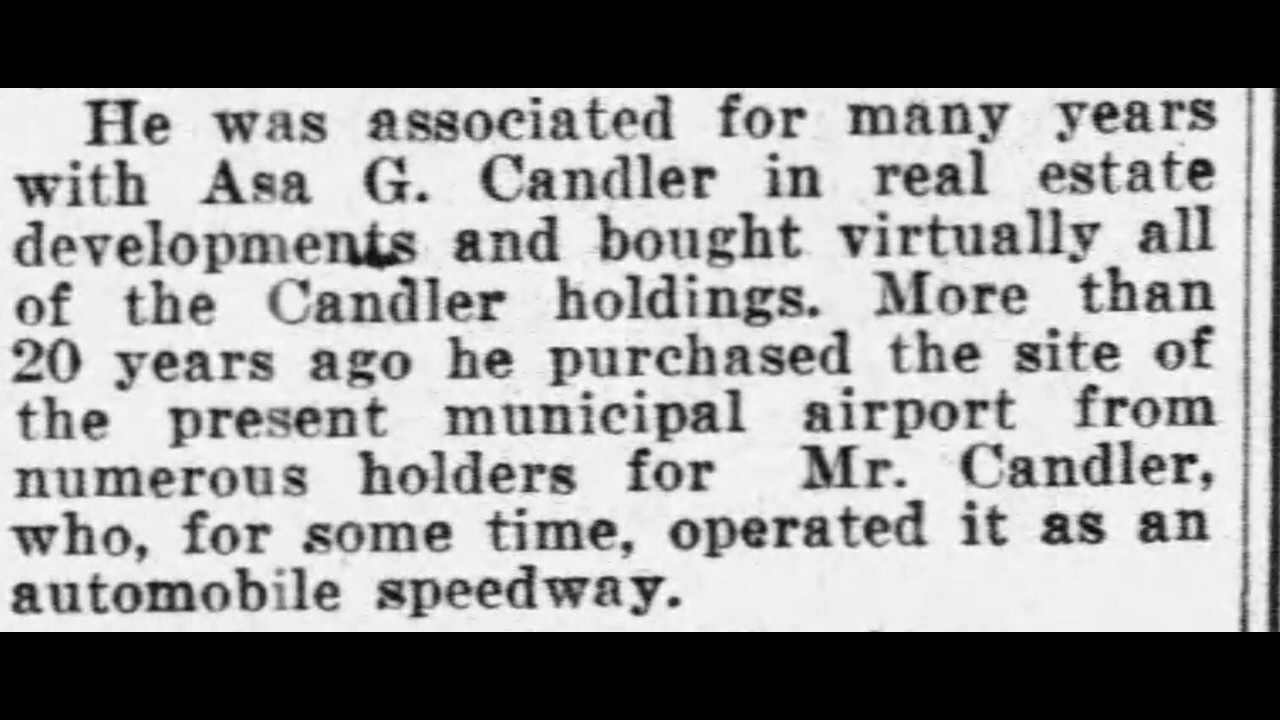 He was associated for many years
with Asa G. Candler in real estate
developments and bought virtually all
of the Candler holdings. More than
20 years ago he purchased the site of
the present municipal airport from
numerous holders for Mr. Candler,
who, for some time, operated it as an
automobile speedway.